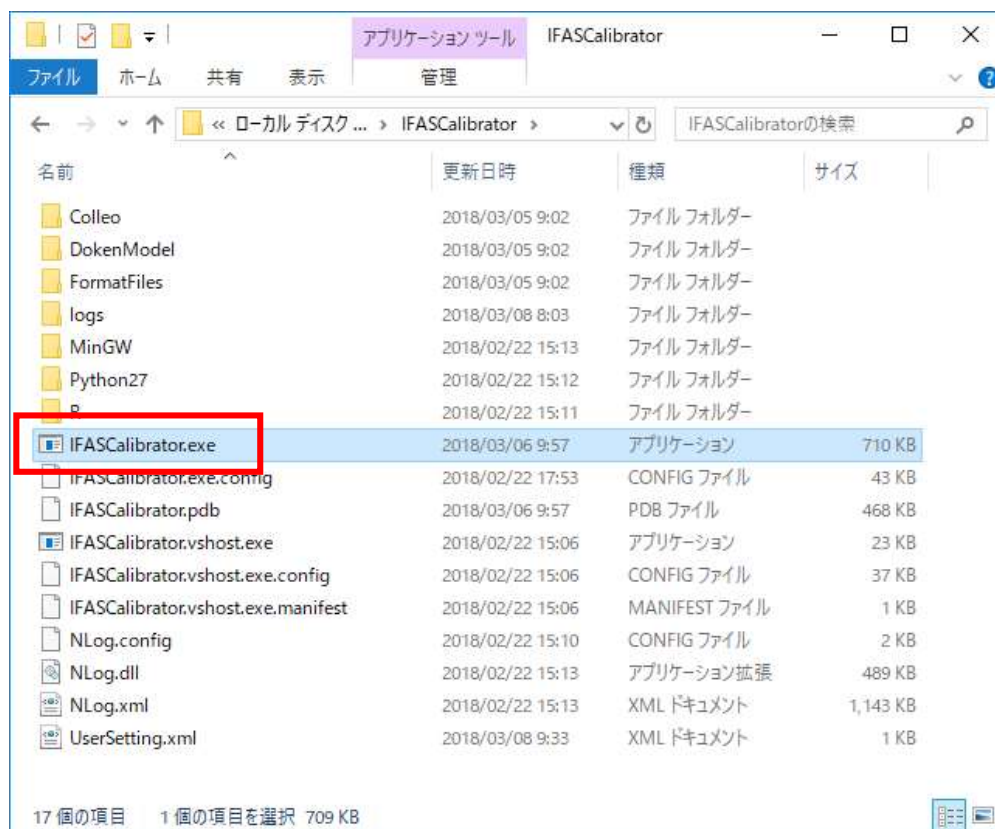 アプリケーション ツール IFASCalibrator
ファイル ホーム 共有 表示 管理
« ローカル ディスク ... › IFASCalibrator › IFASCalibratorの検索
名前 更新日時 種類 サイズ
Colleo 2018/03/05 9:02 ファイル フォルダー
DokenModel 2018/03/05 9:02 ファイル フォルダー
FormatFiles 2018/03/05 9:02 ファイル フォルダー
logs 2018/03/08 8:03 ファイル フォルダー
MinGW 2018/02/22 15:13 ファイル フォルダー
Python27 2018/02/22 15:12 ファイル フォルダー
R 2018/02/22 15:11 ファイル フォルダー
IFASCalibrator.exe 2018/03/06 9:57 アプリケーション 710 KB
IFASCalibrator.exe.config 2018/02/22 17:53 CONFIG ファイル 43 KB
IFASCalibrator.pdb 2018/03/06 9:57 PDB ファイル 468 KB
IFASCalibrator.vshost.exe 2018/02/22 15:06 アプリケーション 23 KB
IFASCalibrator.vshost.exe.config 2018/02/22 15:06 CONFIG ファイル 37 KB
IFASCalibrator.vshost.exe.manifest 2018/02/22 15:06 MANIFEST ファイル 1 KB
NLog.config 2018/02/22 15:10 CONFIG ファイル 2 KB
NLog.dll 2018/02/22 15:13 アプリケーション拡張 489 KB
NLog.xml 2018/02/22 15:13 XML ドキュメント 1,143 KB
UserSetting.xml 2018/03/08 9:33 XML ドキュメント 1 KB
17 個の項目 1 個の項目を選択 709 KB